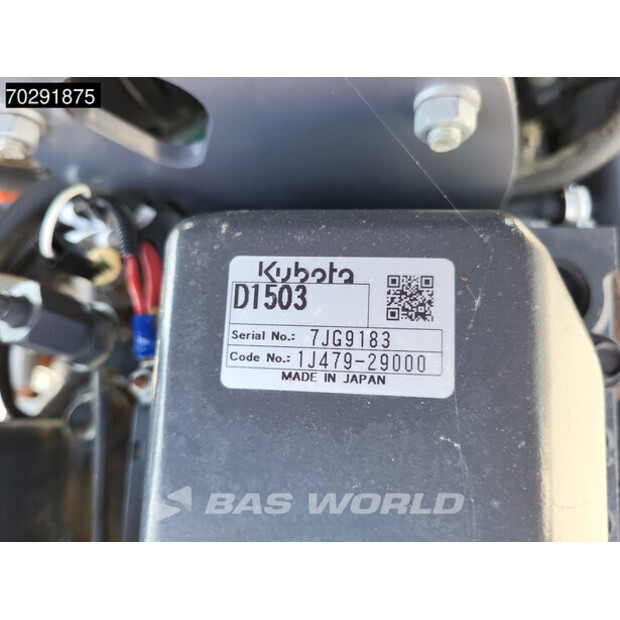 70291875
Kubota
D1503
Serial No.: 7JG9183
Code No.: 1J479-29000
MADE IN JAPAN
BAS WORLD